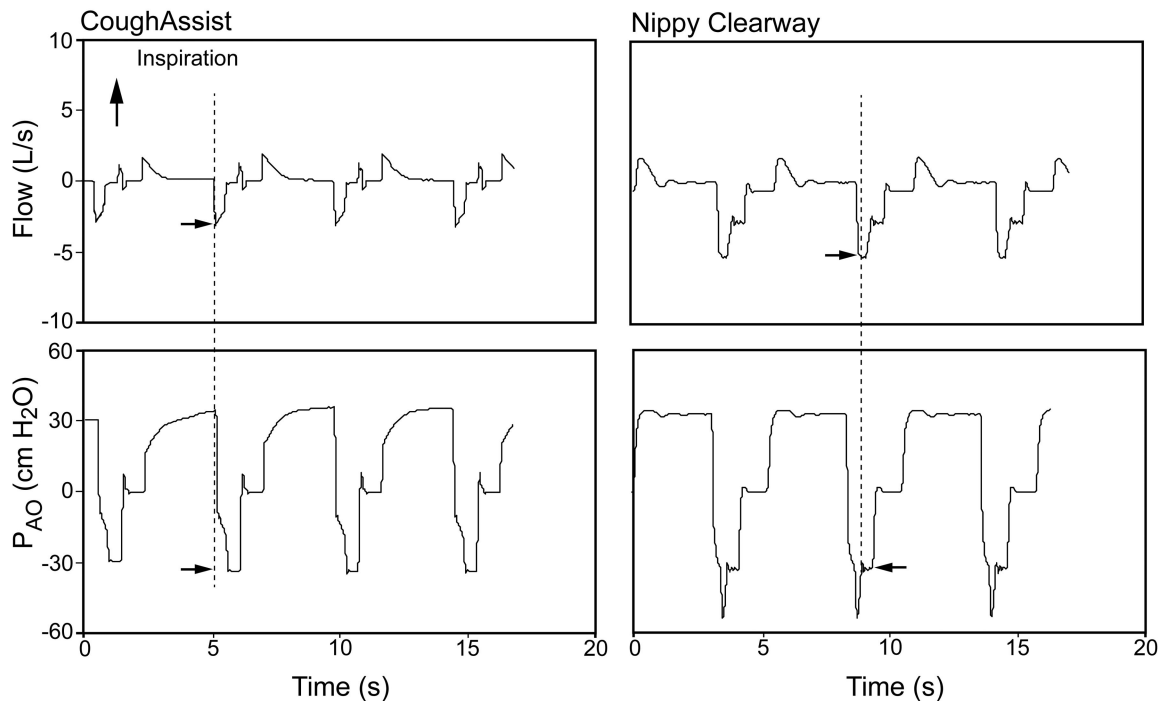 CoughAssist
Nippy Clearway
Flow (L/s)
10
5
0
-5
-10
Inspiration
P_AO (cm H₂O)
60
30
0
-30
-60
0 5 10 15 20
0 5 10 15 20
Time (s)
Time (s)